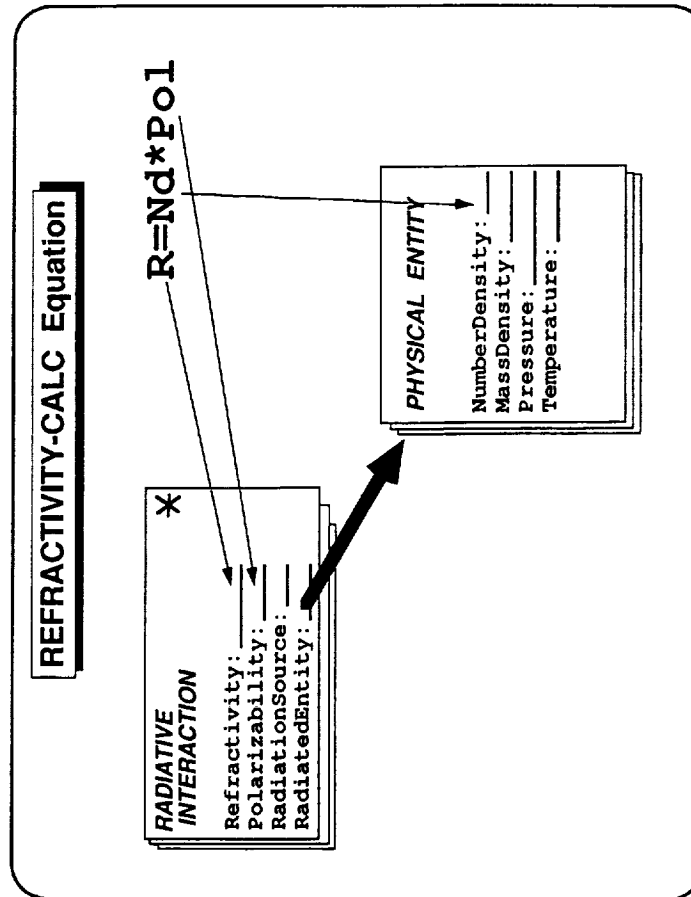 REFRACTIVITY-CALC Equation
R=Nd*Pol
RADIATIVE
INTERACTION
*
Refractivity:
Polarizability:
RadiationSource:
RadiatedEntity:
PHYSICAL ENTITY
NumberDensity:
MassDensity:
Pressure:
Temperature: